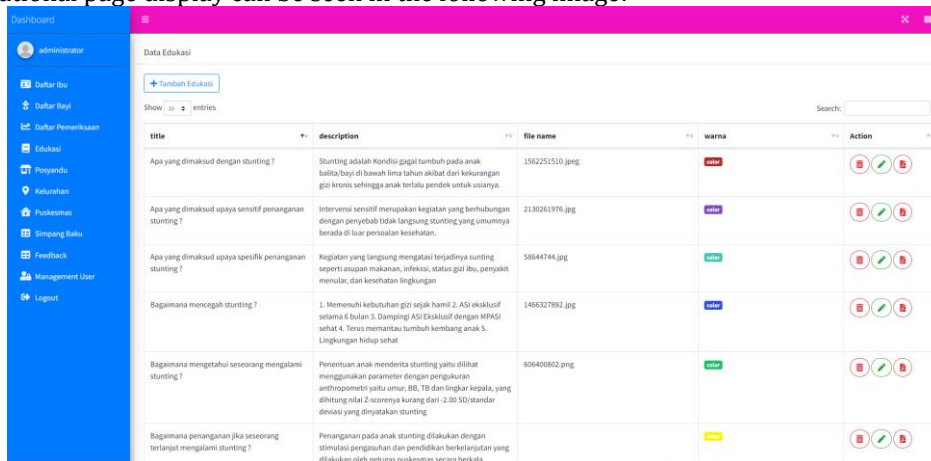 ational page display can be seen in the following image.
Dashboard
administrator
Daftar Ibu
Daftar Bayi
Daftar Pemeriksaan
Edukasi
Posyandu
Kelurahan
Puskesmas
Simpang Baku
Feedback
Management User
Logout
Data Edukasi
+ Tambah Edukasi
Show 10 entries
Search:
title description file name warna Action
Apa yang dimaksud dengan stunting ?
Stunting adalah Kondisi gagal tumbuh pada anak
balita/bayi di bawah lima tahun akibat dari kekurangan
gizi kronis sehingga anak terlalu pendek untuk usianya.
1562251510.jpeg
color
Apa yang dimaksud upaya sensitif penanganan
stunting ?
Intervensi sensitif merupakan kegiatan yang berhubungan
dengan penyebab tidak langsung stunting yang umumnya
berada di luar persoalan kesehatan.
2130261976.jpg
color
Apa yang dimaksud upaya spesifik penanganan
stunting ?
Kegiatan yang langsung mengatasi terjadinya sunting
seperti asupan makanan, infekssi, status gizi ibu, penyakit
menular, dan kesehatan lingkungan
58644744.jpg
color
Bagaimana mencegah stunting ?
1. Memenuhi kebutuhan gizi sejak hamil 2. ASI eksklusif
selama 6 bulan 3. Dampingi ASI Eksklusif dengan MPASI
sehat 4. Terus memantau tumbuh kembang anak 5.
Lingkungan hidup sehat
1466327892.jpg
color
Bagaimana mengetahui seseorang mengalami
stunting ?
Penentuan anak menderita stunting yaitu dilihat
menggunakan parameter dengan pengukuran
anthropometri yaitu umur, BB, TB dan lingkar kepala, yang
dihitung nilai Z-scorenya kurang dari -2.00 SD/standar
deviasi yang dinyatakan stunting
606400802.png
color
Bagaimana penanganan jika seseorang
terlanjut mengalami stunting ?
Penanganan pada anak stunting dilakukan dengan
stimulasi pengasuhan dan pendidikan berkelanjutan yang
dilakukan oleh petugas puskesmas secara berkala
color